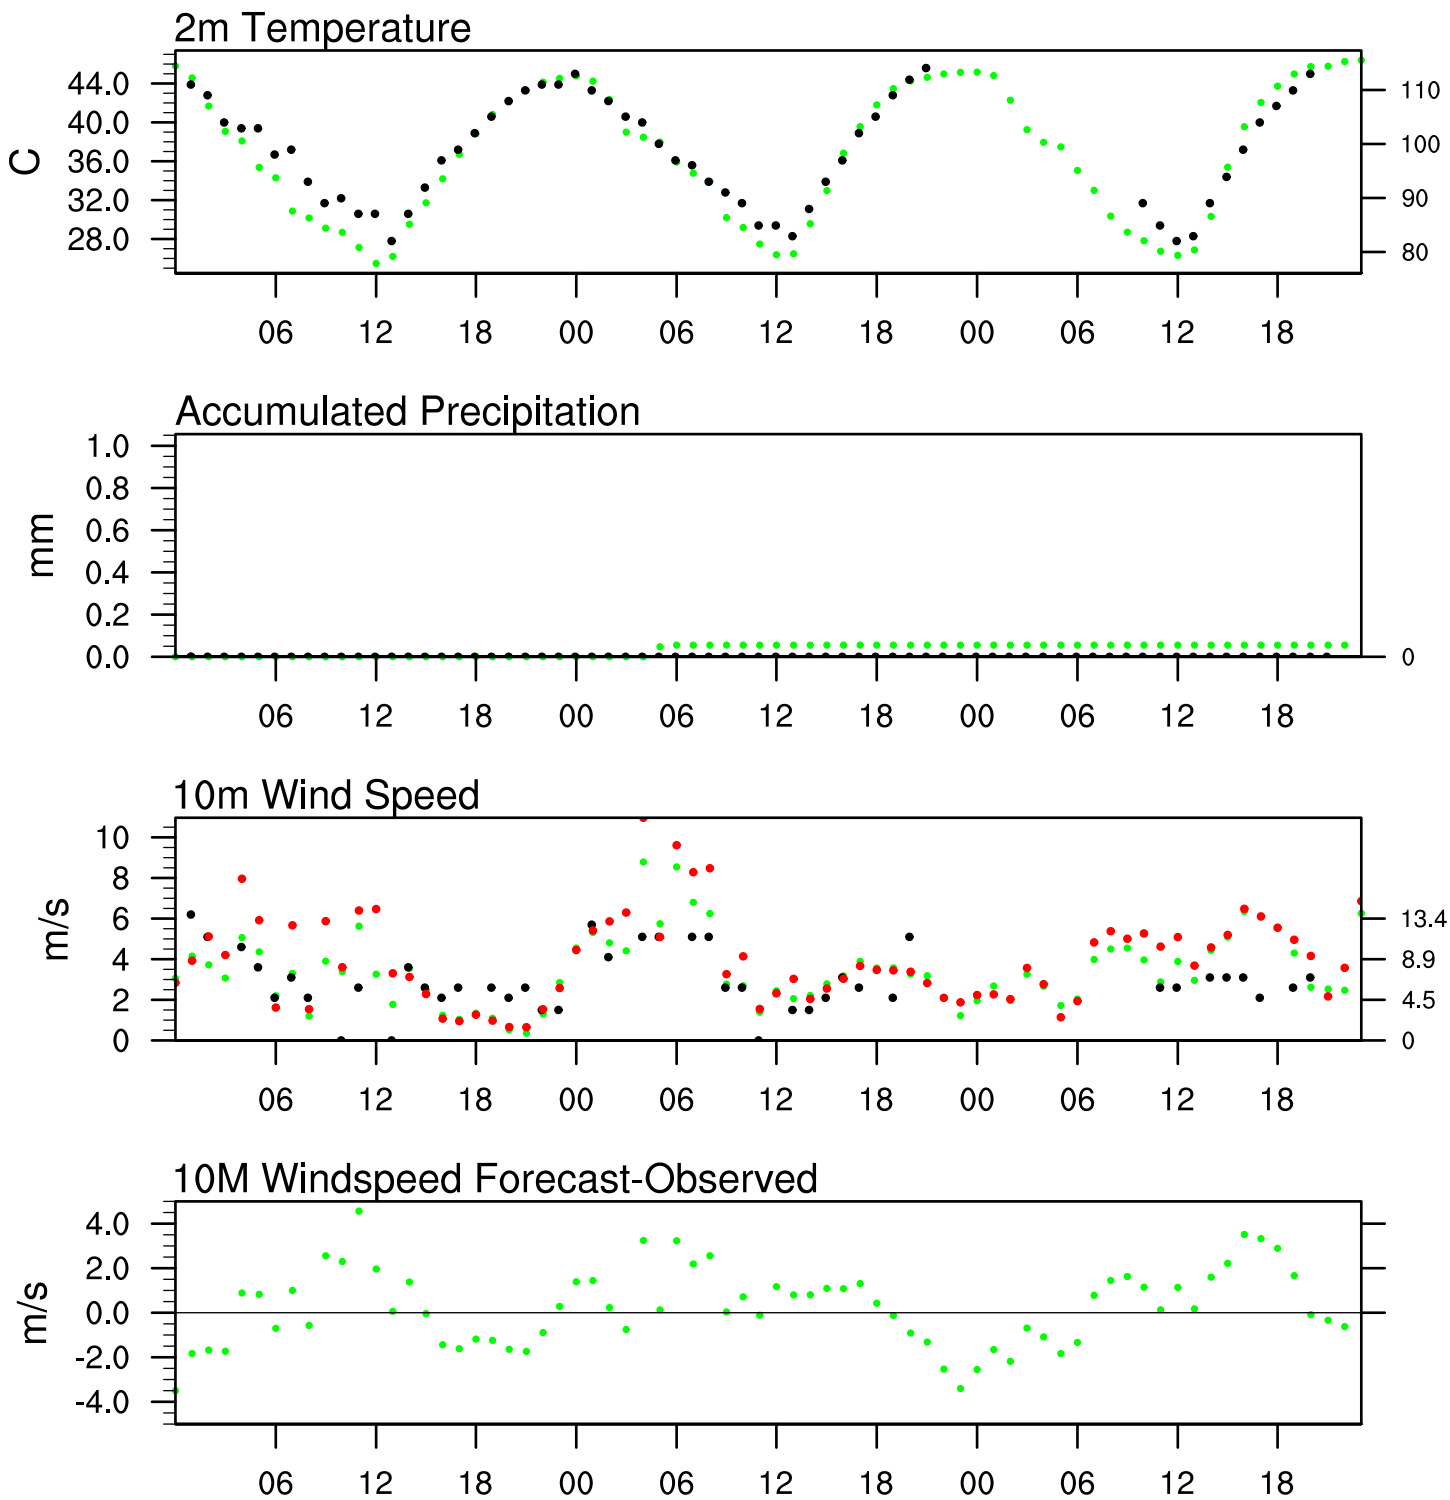 2m Temperature
44.0
40.0
36.0
32.0
28.0
C
110
100
90
80
06 12 18 00 06 12 18 00 06 12 18
Accumulated Precipitation
1.0
0.8
0.6
0.4
0.2
0.0
mm
0
06 12 18 00 06 12 18 00 06 12 18
10m Wind Speed
10
8
6
4
2
0
m/s
13.4
8.9
4.5
0
06 12 18 00 06 12 18 00 06 12 18
10M Windspeed Forecast-Observed
4.0
2.0
0.0
-2.0
-4.0
m/s
06 12 18 00 06 12 18 00 06 12 18